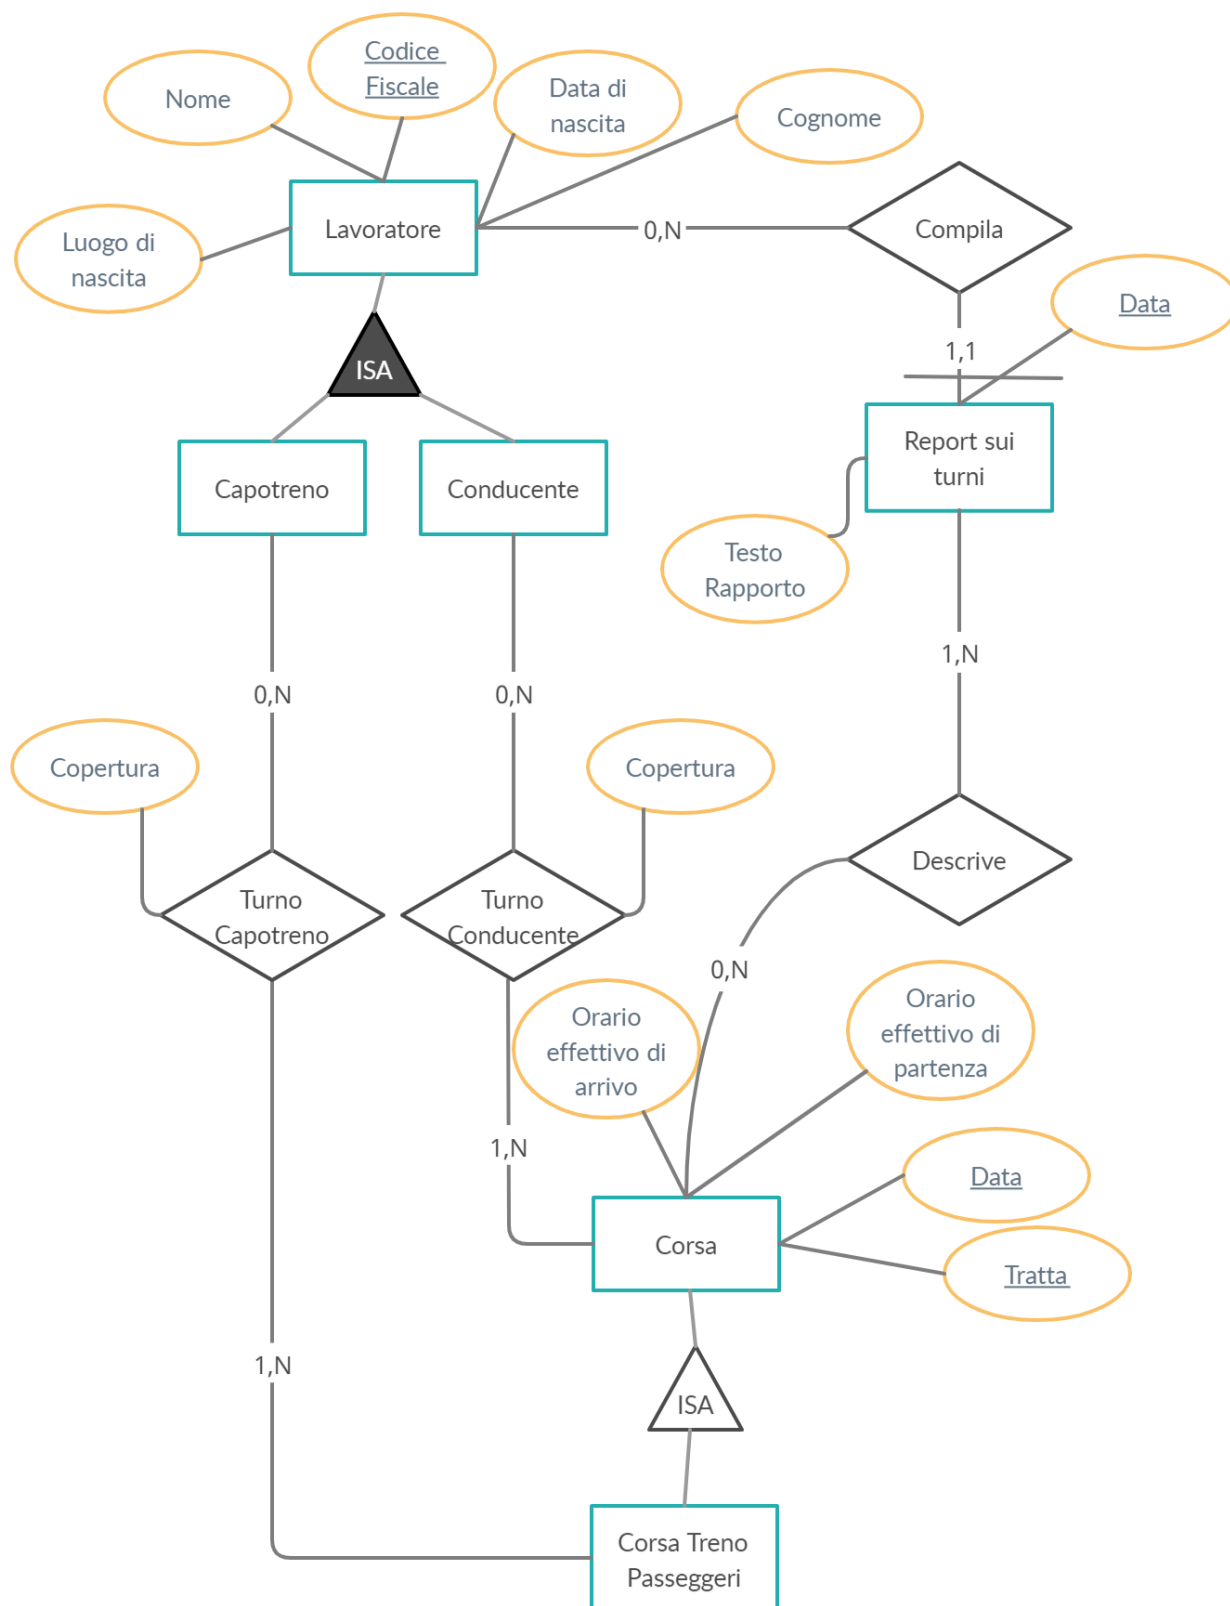 Codice
Fiscale
Nome
Data di
nascita
Cognome
Lavoratore
0,N
Compila
Luogo di
nascita
Data
1,1
ISA
Report sui
turni
Capotreno
Conducente
Testo
Rapporto
1,N
0,N
0,N
Copertura
Copertura
Descrive
Turno
Capotreno
Turno
Conducente
0,N
Orario
effettivo di
arrivo
Orario
effettivo di
partenza
1,N
Data
Corsa
Tratta
1,N
ISA
Corsa Treno
Passeggeri